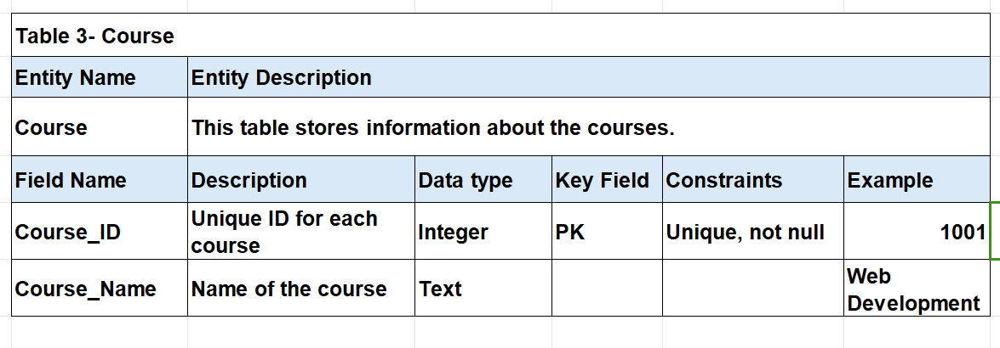 Table 3- Course
Entity Name Entity Description
Course This table stores information about the courses.
Field Name Description Data type Key Field Constraints Example
Course_ID Unique ID for each course Integer PK Unique, not null 1001
Course_Name Name of the course Text Web Development